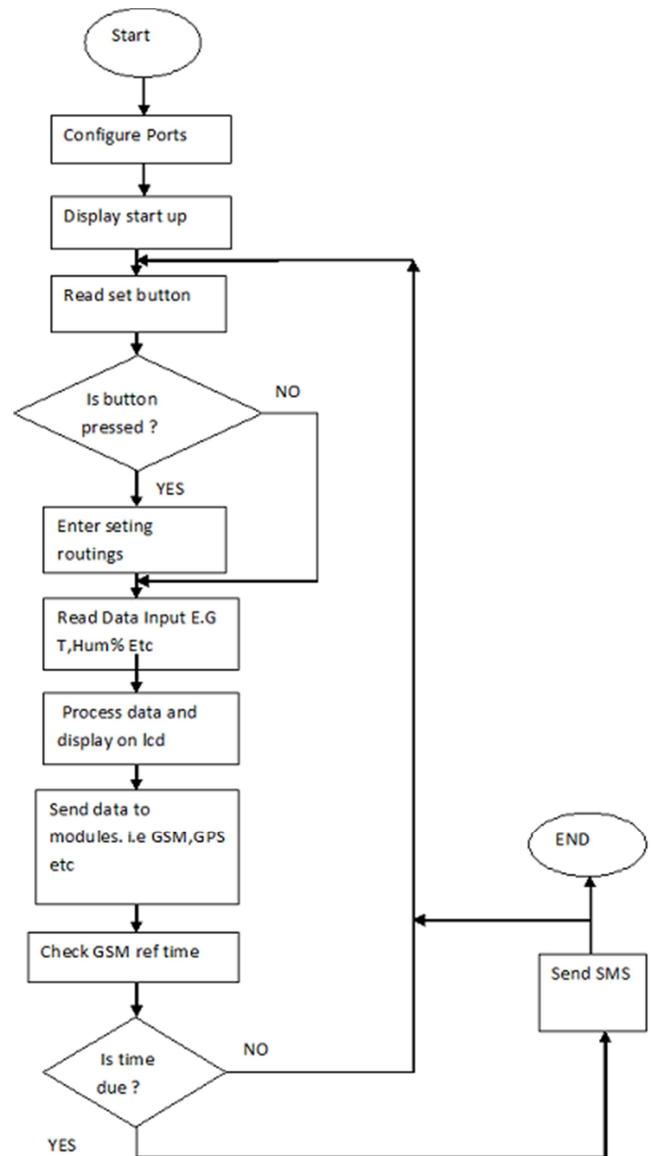 Start
Configure Ports
Display start up
Read set button
Is button
pressed ?
NO
YES
Enter seting
routings
Read Data Input E.G
T,Hum% Etc
Process data and
display on lcd
Send data to
modules. i.e GSM,GPS
etc
Check GSM ref time
Is time
due ?
NO
YES
Send SMS
END